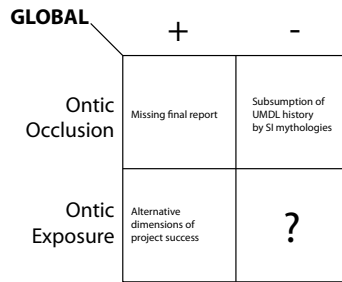 GLOBAL
+ -
Ontic
Occlusion
Missing final report
Subsumption of
UMDL history
by SI mythologies
Ontic
Exposure
Alternative
dimensions of
project success
?